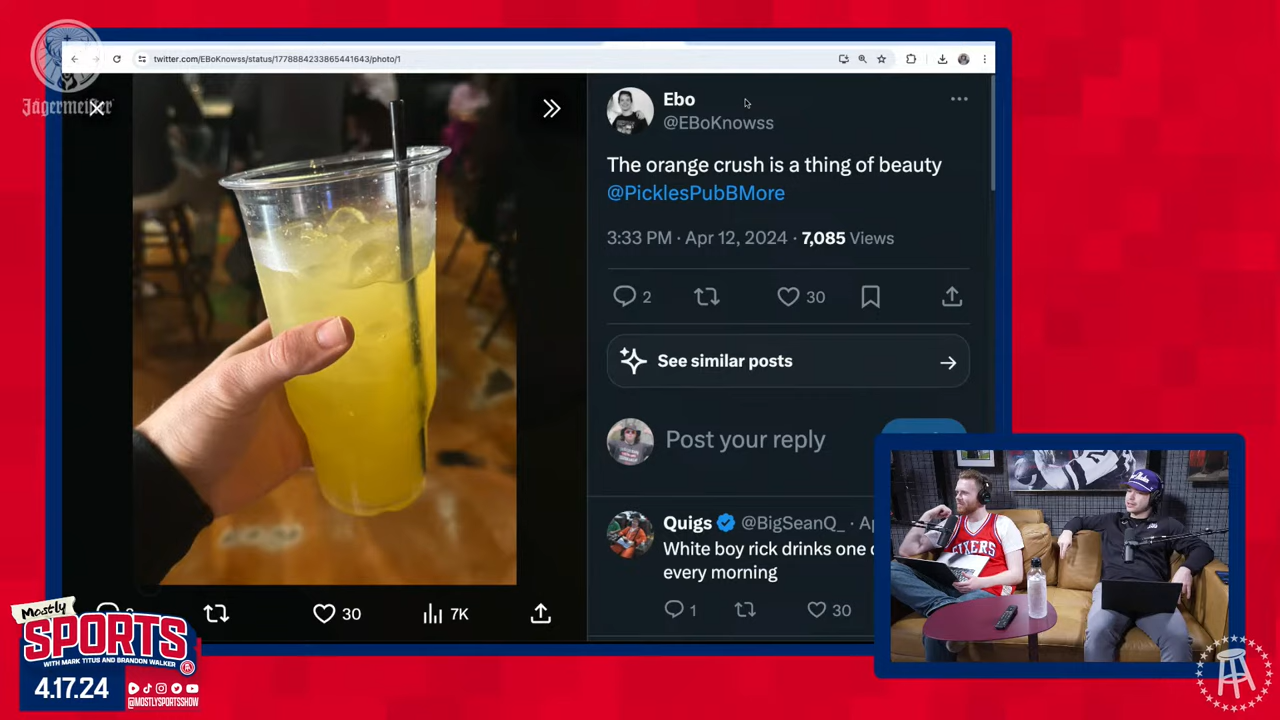 Jägermeister
twitter.com/EBoKnowss/status/1778884233865441643/photo/1
Ebo
@EBoKnowss
The orange crush is a thing of beauty
@PicklesPubBMore
3:33 PM · Apr 12, 2024 · 7,085 Views
2
30
See similar posts
Post your reply
Quigs @BigSeanQ_ ·
White boy rick drinks one
every morning
1
30
30
7K
SIXERS
Mostly
SPORTS
WITH MARK TITUS AND BRANDON WALKER
4.17.24
@MOSTLYSPORTSSHOW